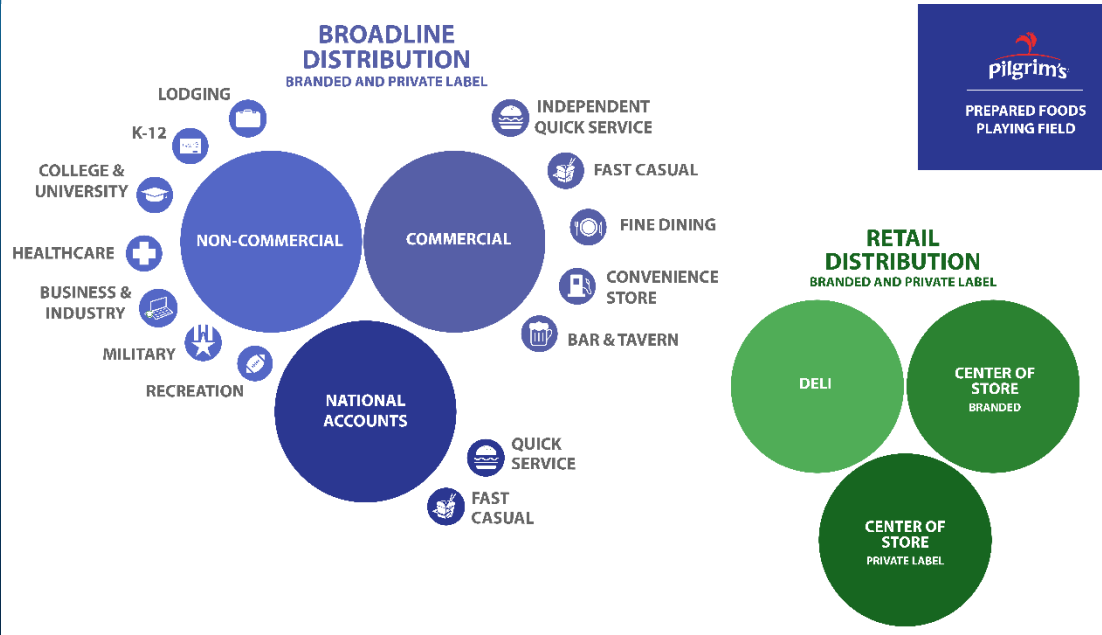 BROADLINE
DISTRIBUTION
BRANDED AND PRIVATE LABEL
LODGING
K-12
COLLEGE &
UNIVERSITY
HEALTHCARE
BUSINESS &
INDUSTRY
MILITARY
RECREATION
NON-COMMERCIAL
COMMERCIAL
NATIONAL
ACCOUNTS
INDEPENDENT
QUICK SERVICE
FAST CASUAL
FINE DINING
CONVENIENCE
STORE
BAR & TAVERN
QUICK
SERVICE
FAST
CASUAL
Pilgrim's
PREPARED FOODS
PLAYING FIELD
RETAIL
DISTRIBUTION
BRANDED AND PRIVATE LABEL
DELI
CENTER OF
STORE
BRANDED
CENTER OF
STORE
PRIVATE LABEL